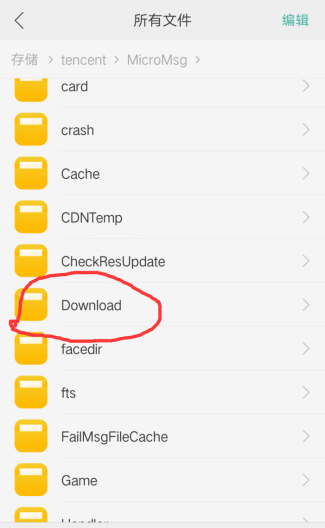 所有文件
编辑
存储 > tencent > MicroMsg >
card
crash
Cache
CDNTemp
CheckResUpdate
Download
facedir
fts
FailMsgFileCache
Game
Handler